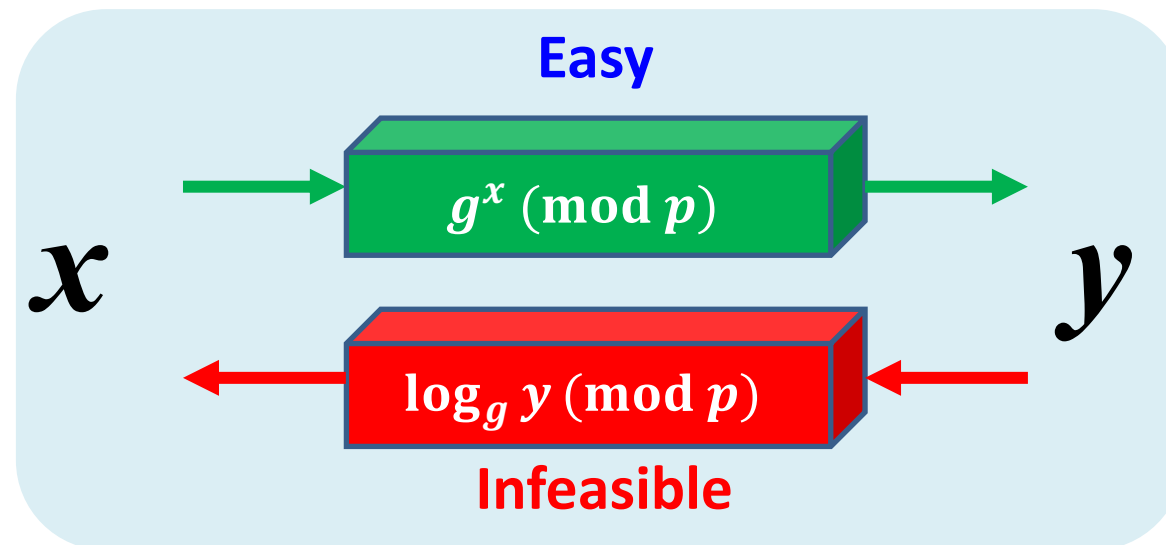 Easy
g^x (mod p)
x
y
log_g y (mod p)
Infeasible